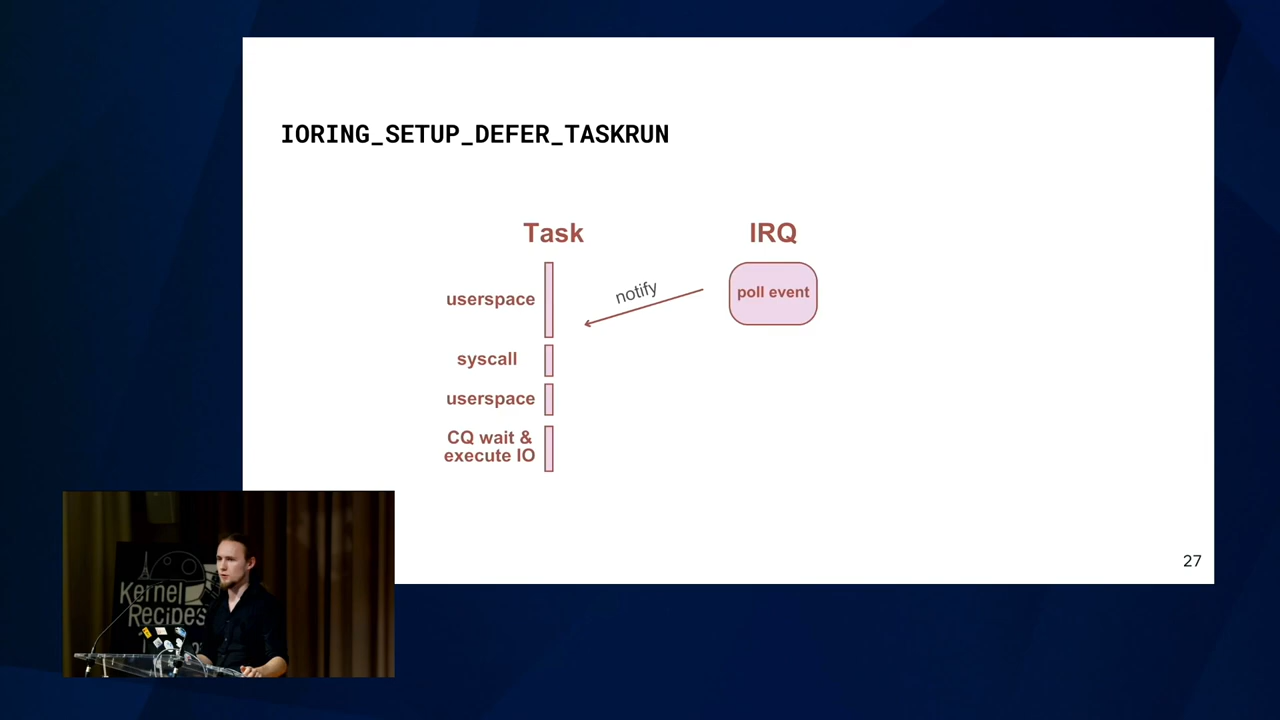 IORING_SETUP_DEFER_TASKRUN
Task
IRQ
userspace
notify
poll event
syscall
userspace
CQ wait &
execute IO
27
Kernel
Recipes